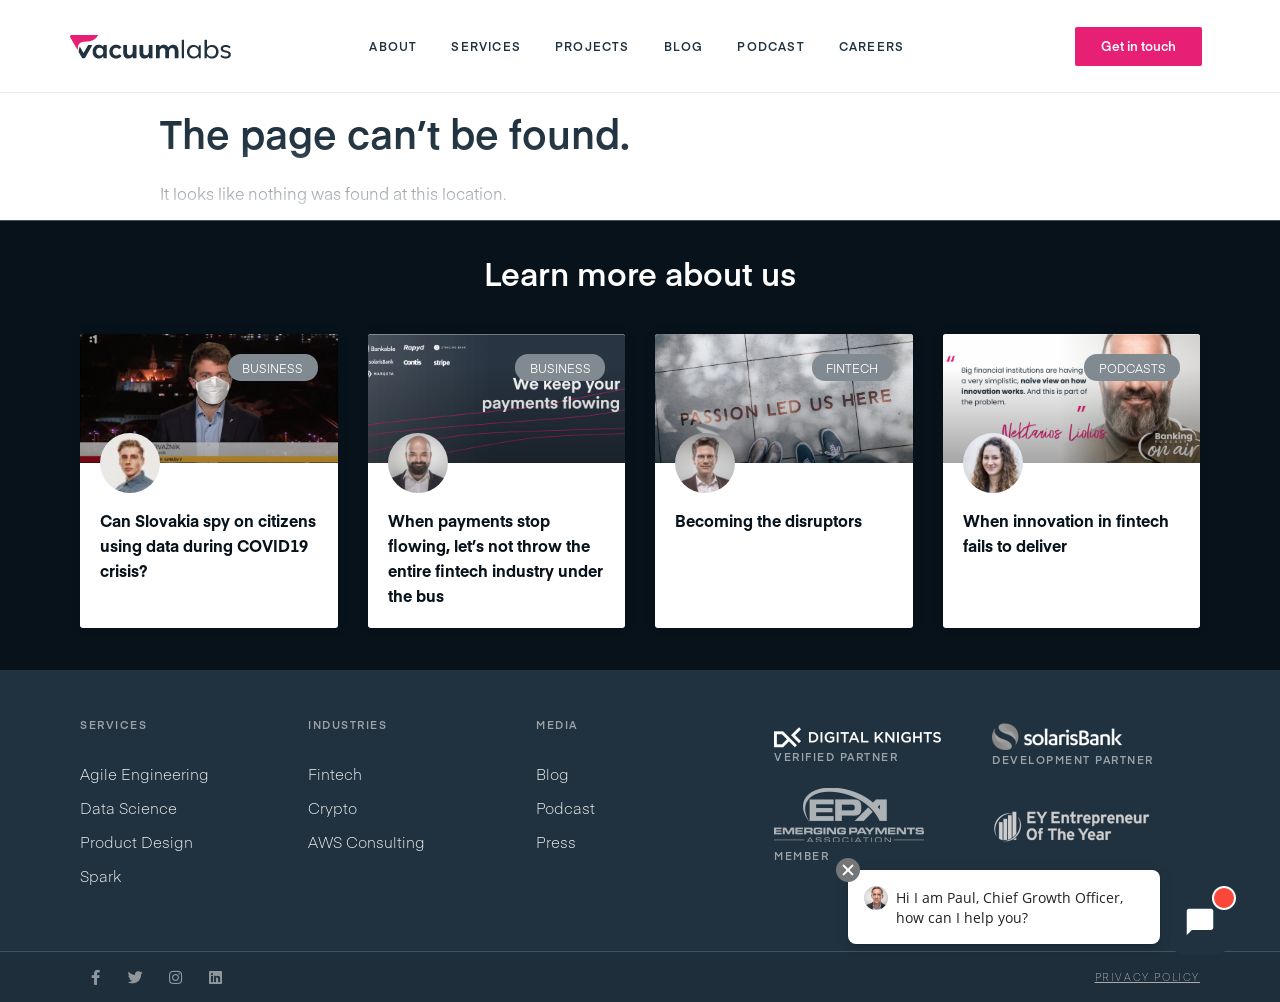 vacuumlabs
ABOUT
SERVICES
PROJECTS
BLOG
PODCAST
CAREERS
Get in touch
The page can’t be found.
It looks like nothing was found at this location.
Learn more about us
BUSINESS
Can Slovakia spy on citizens
using data during COVID19
crisis?
Bankable
Rapyd
solarisBank
Contis
stripe
BUSINESS
We keep your
payments flowing
When payments stop
flowing, let’s not throw the
entire fintech industry under
the bus
FINTECH
PASSION LED US HERE
Becoming the disruptors
PODCASTS
“
Big financial institutions are having
a very simplistic, naive view on how
innovation works. And this is part of
the problem.
”
Nektarios Liolios
Banking
on air
When innovation in fintech
fails to deliver
SERVICES
Agile Engineering
Data Science
Product Design
Spark
INDUSTRIES
Fintech
Crypto
AWS Consulting
MEDIA
Blog
Podcast
Press
DIGITAL KNIGHTS
VERIFIED PARTNER
solarisBank
DEVELOPMENT PARTNER
EPA
EMERGING PAYMENTS
ASSOCIATION
MEMBER
EY Entrepreneur
Of The Year
Hi I am Paul, Chief Growth Officer,
how can I help you?
PRIVACY POLICY